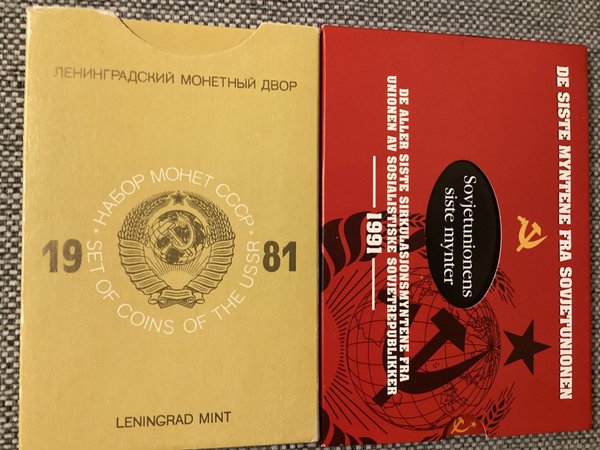 ЛЕНИНГРАДСКИЙ МОНЕТНЫЙ ДВОР
* НАБОР МОНЕТ СССР *
SET OF COINS OF THE USSR
19 81
LENINGRAD MINT
DE SISTE MYNTENE FRA SOVJETUNIONEN
Sovjetunionens
siste mynter
DE ALLER SISTE SIRKULASJONSMYNTENE FRA
UNIONEN AV SOSIALISTISKE SOVJETREPUBLIKKER
1991